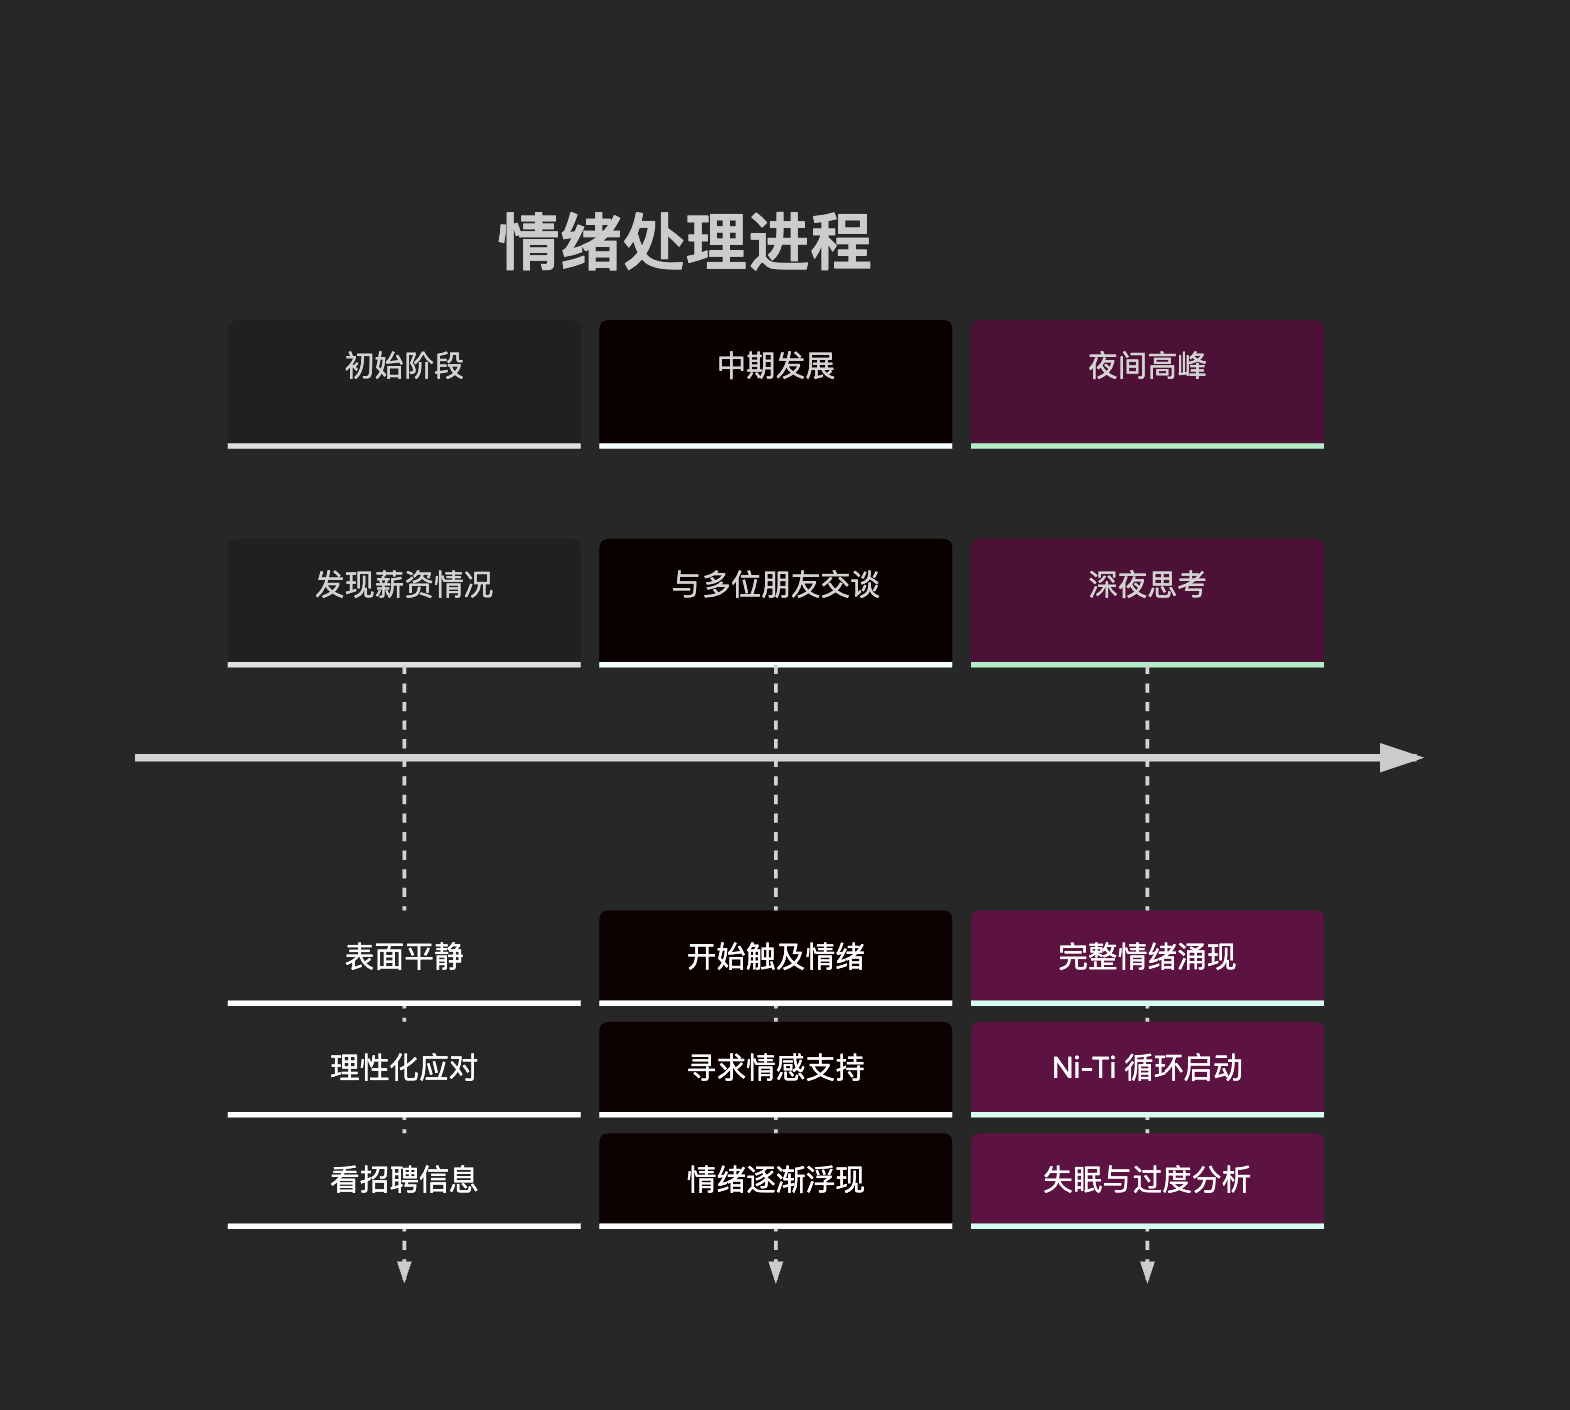 情绪处理进程
初始阶段
中期发展
夜间高峰
发现薪资情况
与多位朋友交谈
深夜思考
表面平静
开始触及情绪
完整情绪涌现
理性化应对
寻求情感支持
Ni-Ti 循环启动
看招聘信息
情绪逐渐浮现
失眠与过度分析